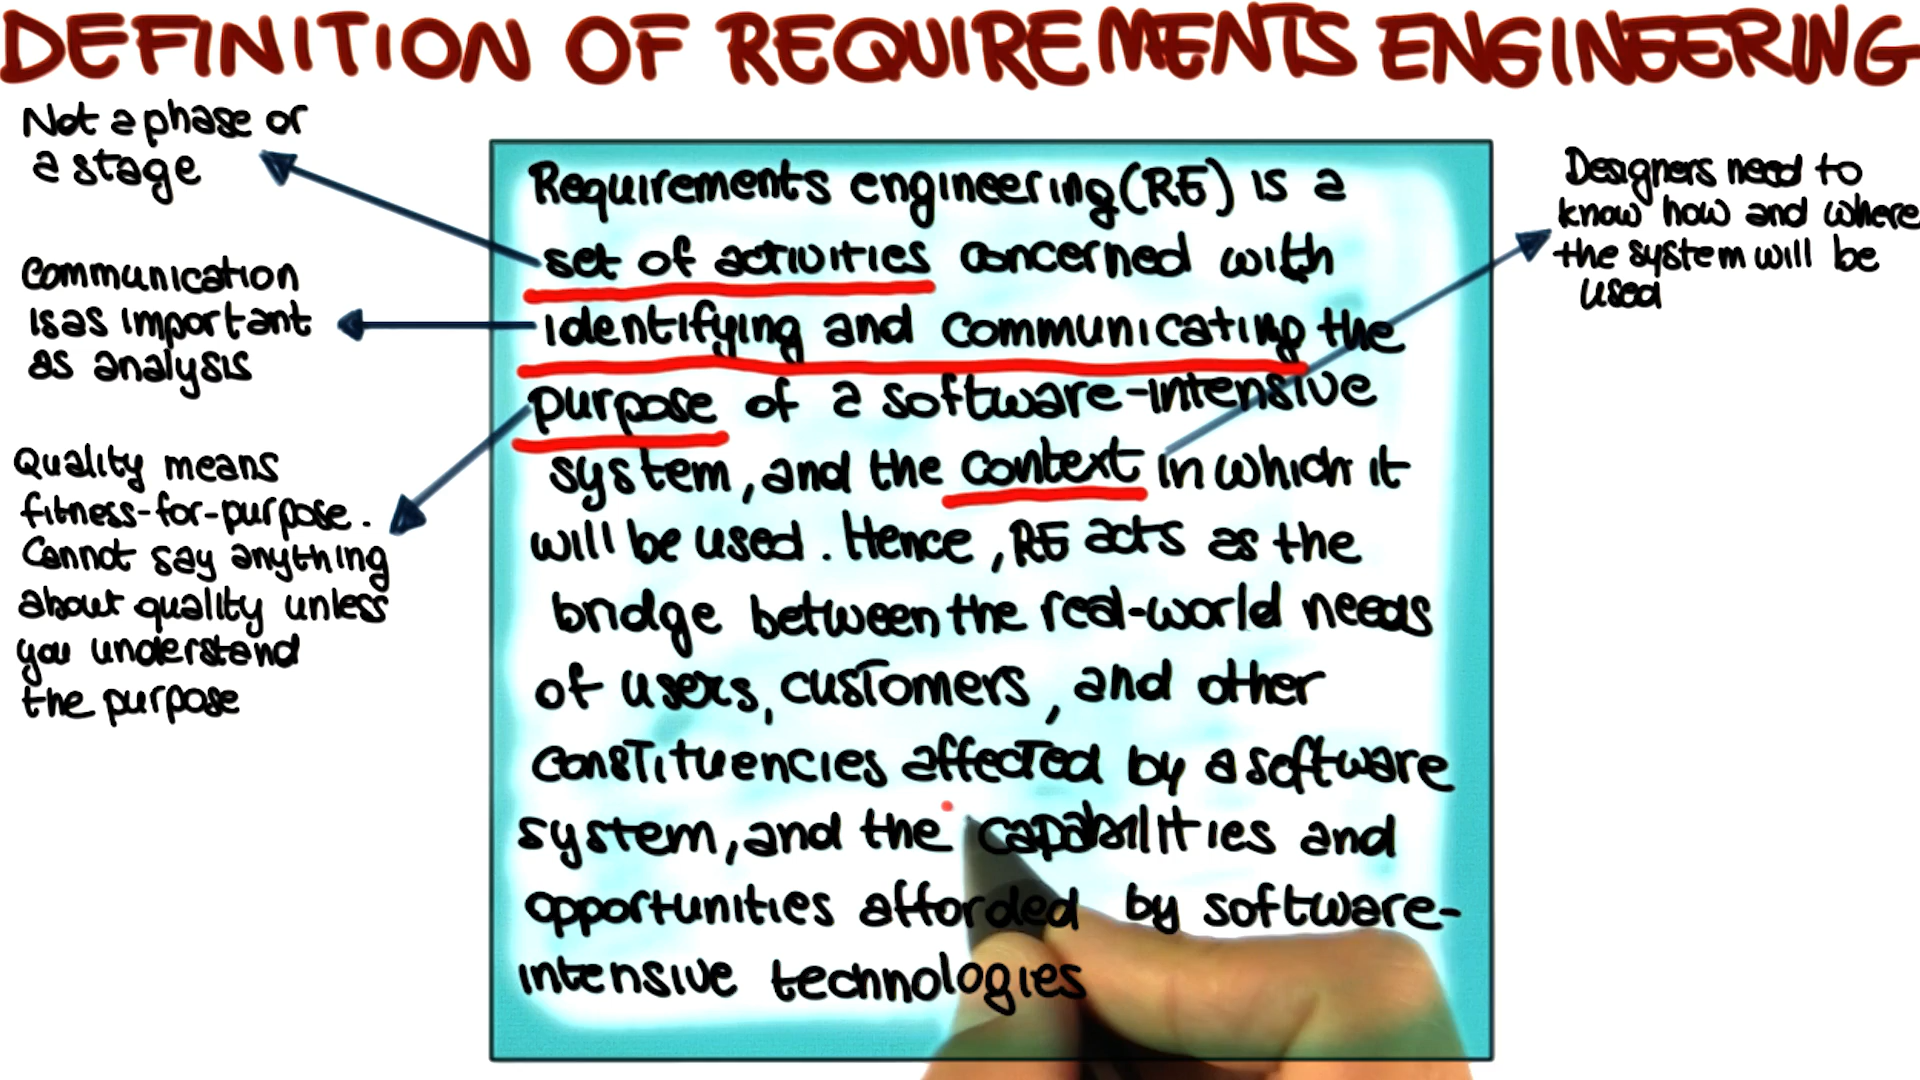 DEFINITION OF REQUIREMENTS ENGINEERING
Not a phase or
a stage
Communication
is as important
as analysis
Quality means
fitness-for-purpose.
Cannot say anything
about quality unless
you understand
the purpose
Requirements engineering (RE) is a
set of activities concerned with
identifying and communicating the
purpose of a software-intensive
system, and the context in which it
will be used. Hence, RE acts as the
bridge between the real-world needs
of users, customers, and other
constituencies affected by a software
system, and the capabilities and
opportunities afforded by software-
intensive technologies
Designers need to
know how and where
the system will be
used